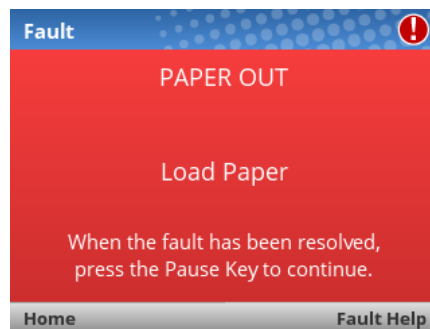 Fault
PAPER OUT
Load Paper
When the fault has been resolved,
press the Pause Key to continue.
Home
Fault Help